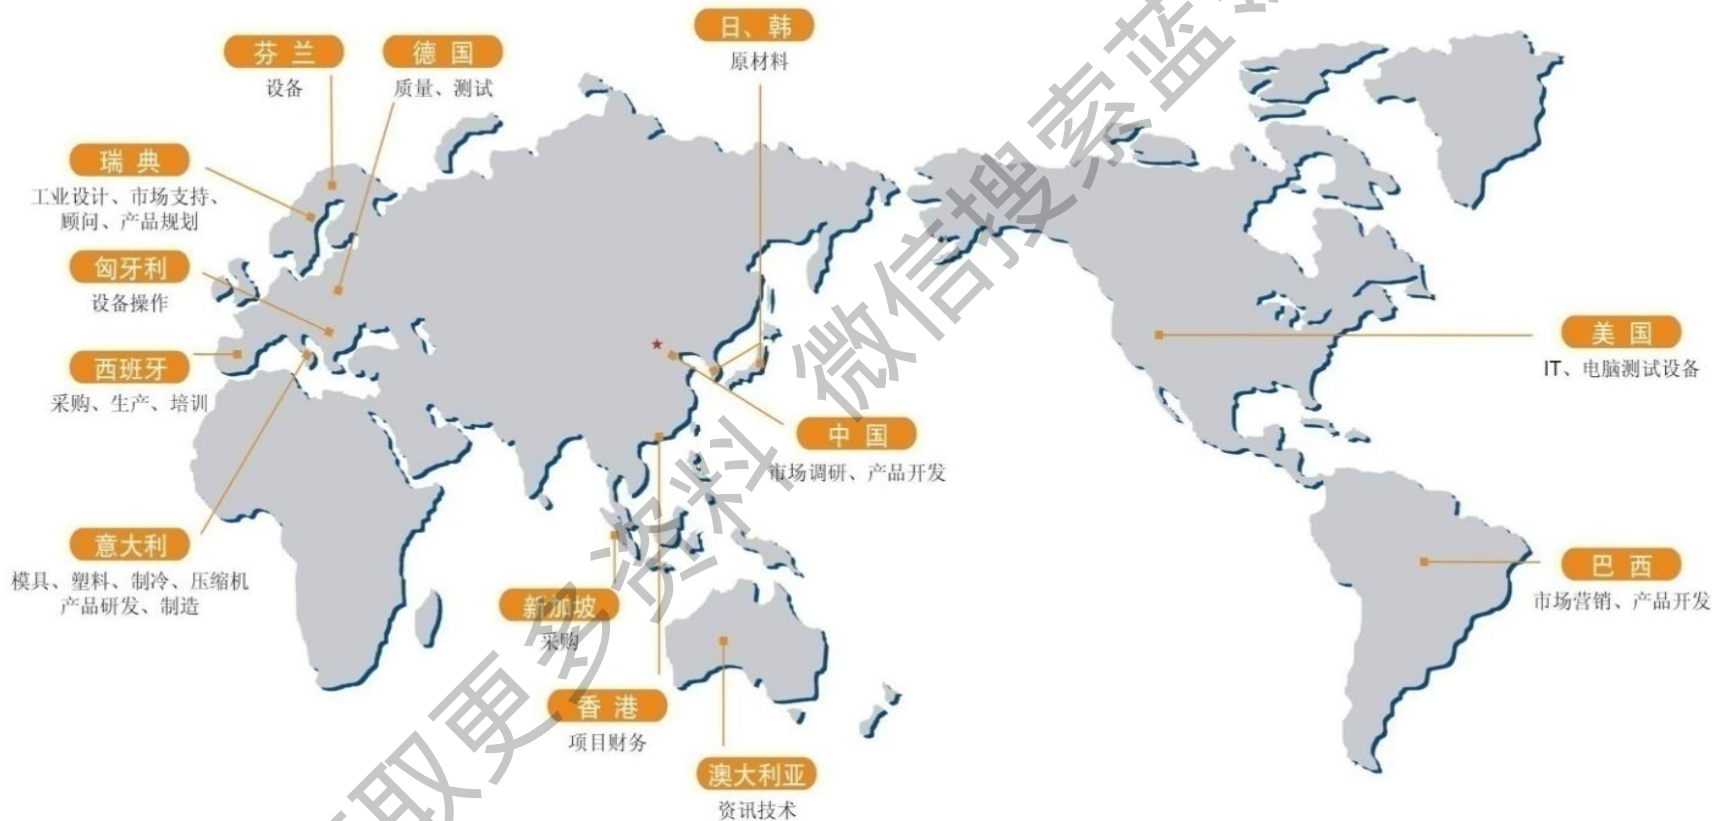 日、韩
原材料
芬 兰
设备
德 国
质量、测试
瑞 典
工业设计、市场支持、
顾问、产品规划
匈牙利
设备操作
西班牙
采购、生产、培训
美 国
IT、电脑测试设备
中 国
市场调研、产品开发
意大利
模具、塑料、制冷、压缩机
产品研发、制造
巴 西
市场营销、产品开发
新加坡
采购
香 港
项目财务
澳大利亚
资讯技术
取更多资料 微信搜索蓝